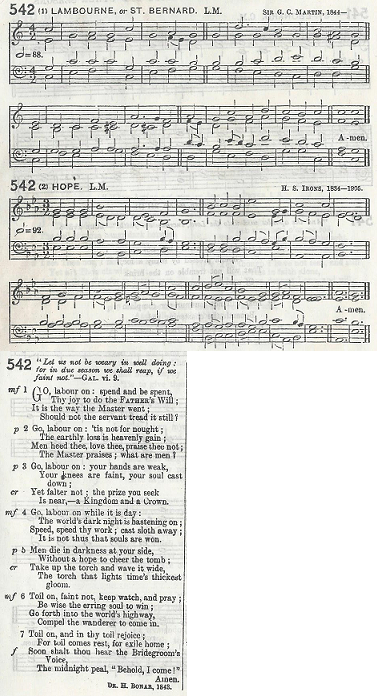 542 (1) LAMBOURNE, or ST. BERNARD. L.M. SIR G. C. MARTIN, 1844—
=88.
A-men.
542 (2) HOPE. L.M. H. S. IRONS, 1834—1905.
=92.
A-men.
542 "Let us not be weary in well doing:
for in due season we shall reap, if we
faint not."—GAL. vi. 9.
mf 1 GO, labour on: spend and be spent,
Thy joy to do the FATHER'S Will;
It is the way the Master went;
Should not the servant tread it still?
p 2 Go, labour on: 'tis not for nought;
The earthly loss is heavenly gain;
Men heed thee, love thee, praise thee not;
The Master praises; what are men?
p 3 Go, labour on: your hands are weak,
Your knees are faint, your soul cast
down;
cr Yet falter not; the prize you seek
Is near,—a Kingdom and a Crown.
mf 4 Go, labour on while it is day:
The world's dark night is hastening on;
Speed, speed thy work; cast sloth away;
It is not thus that souls are won.
p 5 Men die in darkness at your side,
Without a hope to cheer the tomb;
cr Take up the torch and wave it wide,
The torch that lights time's thickest
gloom.
mf 6 Toil on, faint not, keep watch, and pray;
Be wise the erring soul to win;
Go forth into the world's highway,
Compel the wanderer to come in.
7 Toil on, and in thy toil rejoice;
For toil comes rest, for exile home;
f Soon shalt thou hear the Bridegroom's
Voice,
The midnight peal, "Behold, I come!"
Amen.
DR. H. BONAR, 1843.